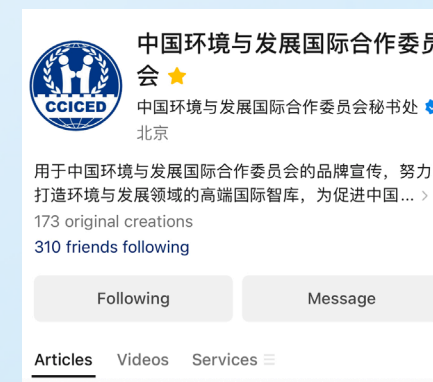 中国环境与发展国际合作委员
会
CCICED
中国环境与发展国际合作委员会秘书处
北京
用于中国环境与发展国际合作委员会的品牌宣传，努力
打造环境与发展领域的高端国际智库，为促进中国...
173 original creations
310 friends following
Following
Message
Articles
Videos
Services